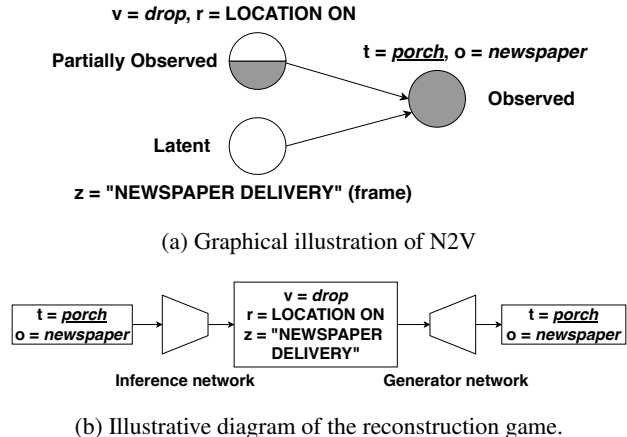 v = drop, r = LOCATION ON
Partially Observed
t = porch, o = newspaper
Observed
Latent
z = "NEWSPAPER DELIVERY" (frame)
(a) Graphical illustration of N2V
t = porch
o = newspaper
v = drop
r = LOCATION ON
z = "NEWSPAPER
DELIVERY"
t = porch
o = newspaper
Inference network
Generator network
(b) Illustrative diagram of the reconstruction game.